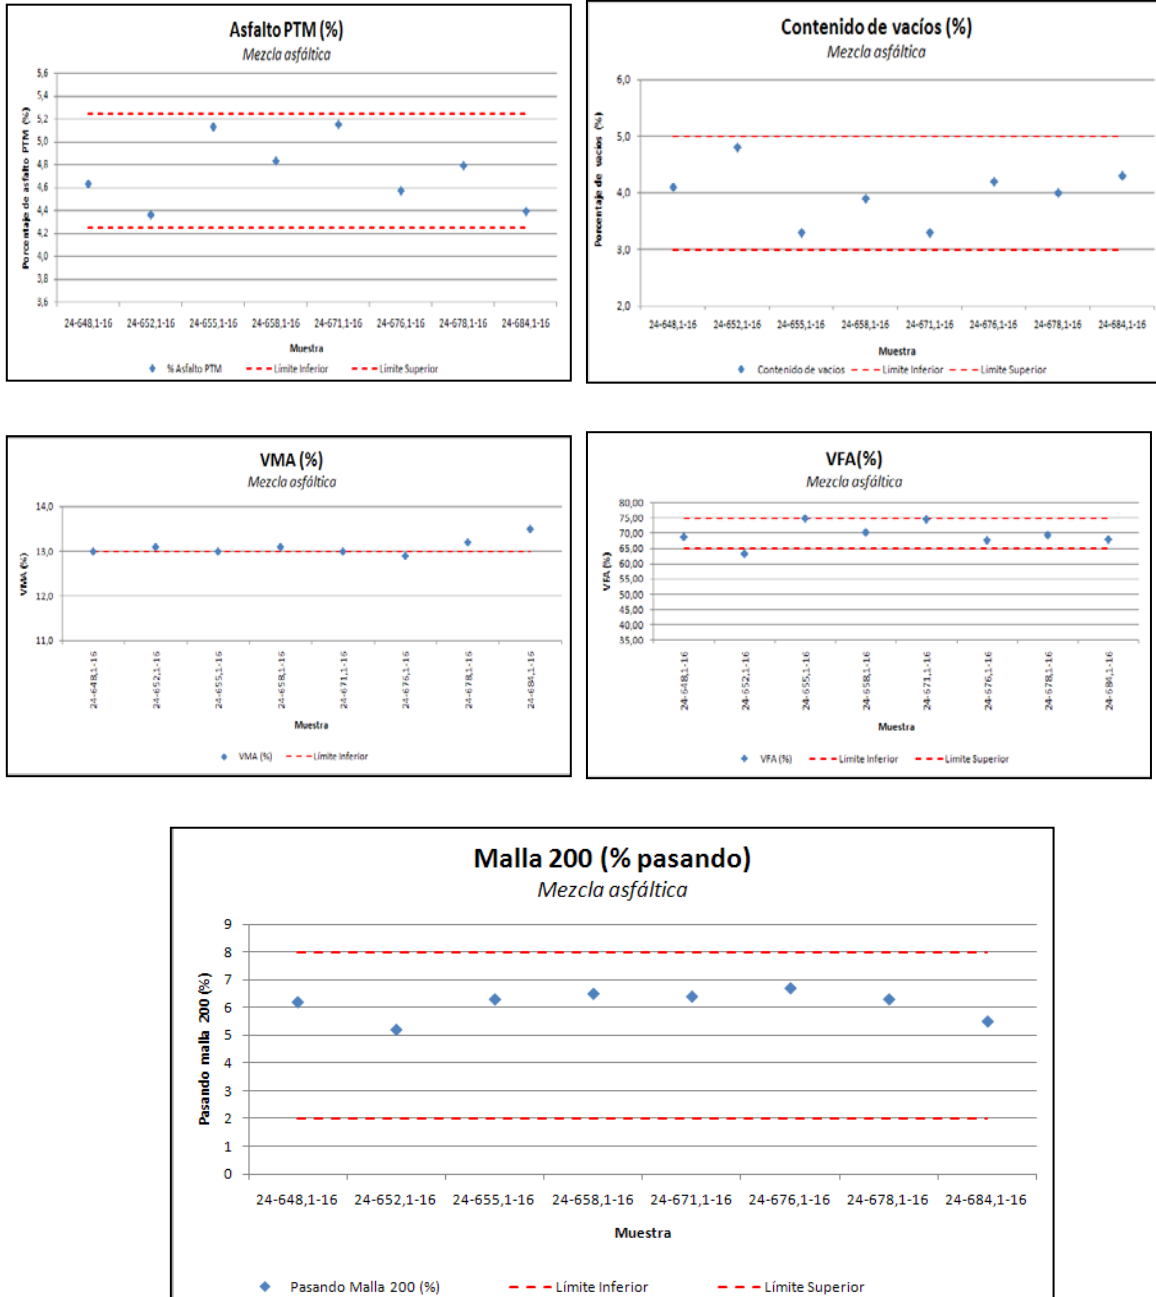 Asfalto PTM (%)
Mezcla asfáltica
Porcentaje de asfalto PTM (%)
5,6
5,4
5,2
5,0
4,8
4,6
4,4
4,2
4,0
3,8
3,6
24-648,1-16 24-652,1-16 24-655,1-16 24-658,1-16 24-671,1-16 24-676,1-16 24-678,1-16 24-684,1-16
Muestra
% Asfalto PTM Límite Inferior Límite Superior
Contenido de vacíos (%)
Mezcla asfáltica
Porcentaje de vacíos (%)
6,0
5,0
4,0
3,0
2,0
24-648,1-16 24-652,1-16 24-655,1-16 24-658,1-16 24-671,1-16 24-676,1-16 24-678,1-16 24-684,1-16
Muestra
Contenido de vacios Limite Inferior Limite Superior
VMA (%)
Mezcla asfáltica
VMA (%)
14,0
13,0
12,0
11,0
24-648,1-16 24-652,1-16 24-655,1-16 24-658,1-16 24-671,1-16 24-676,1-16 24-678,1-16 24-684,1-16
Muestra
VMA (%) Límite Inferior
VFA(%)
Mezcla asfáltica
VFA (%)
80,00
75,00
70,00
65,00
60,00
55,00
50,00
45,00
40,00
35,00
24-648,1-16 24-652,1-16 24-655,1-16 24-658,1-16 24-671,1-16 24-676,1-16 24-678,1-16 24-684,1-16
Muestra
VFA (%) Limite Inferior Limite Superior
Malla 200 (% pasando)
Mezcla asfáltica
Pasando malla 200 (%)
9
8
7
6
5
4
3
2
1
0
24-648,1-16 24-652,1-16 24-655,1-16 24-658,1-16 24-671,1-16 24-676,1-16 24-678,1-16 24-684,1-16
Muestra
Pasando Malla 200 (%) Límite Inferior Límite Superior